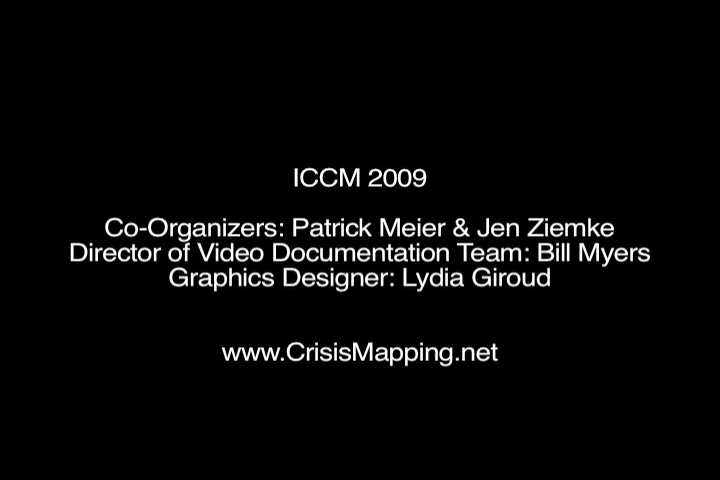 ICCM 2009
Co-Organizers: Patrick Meier & Jen Ziemke
Director of Video Documentation Team: Bill Myers
Graphics Designer: Lydia Giroud
www.CrisisMapping.net